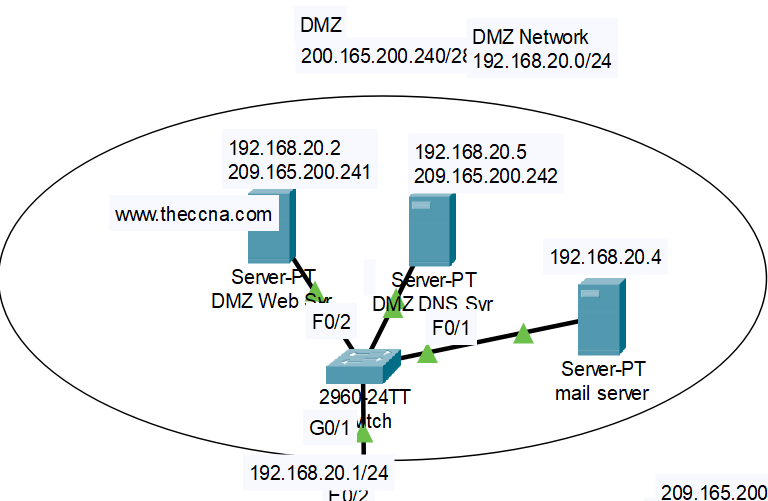 DMZ
200.165.200.240/28
DMZ Network
192.168.20.0/24
192.168.20.2
209.165.200.241
192.168.20.5
209.165.200.242
www.theccna.com
192.168.20.4
Server-PT
DMZ Web Svr
Server-PT
DMZ DNS Svr
F0/2
F0/1
Server-PT
mail server
2960-24TT
G0/1
192.168.20.1/24
E0/2
209.165.200